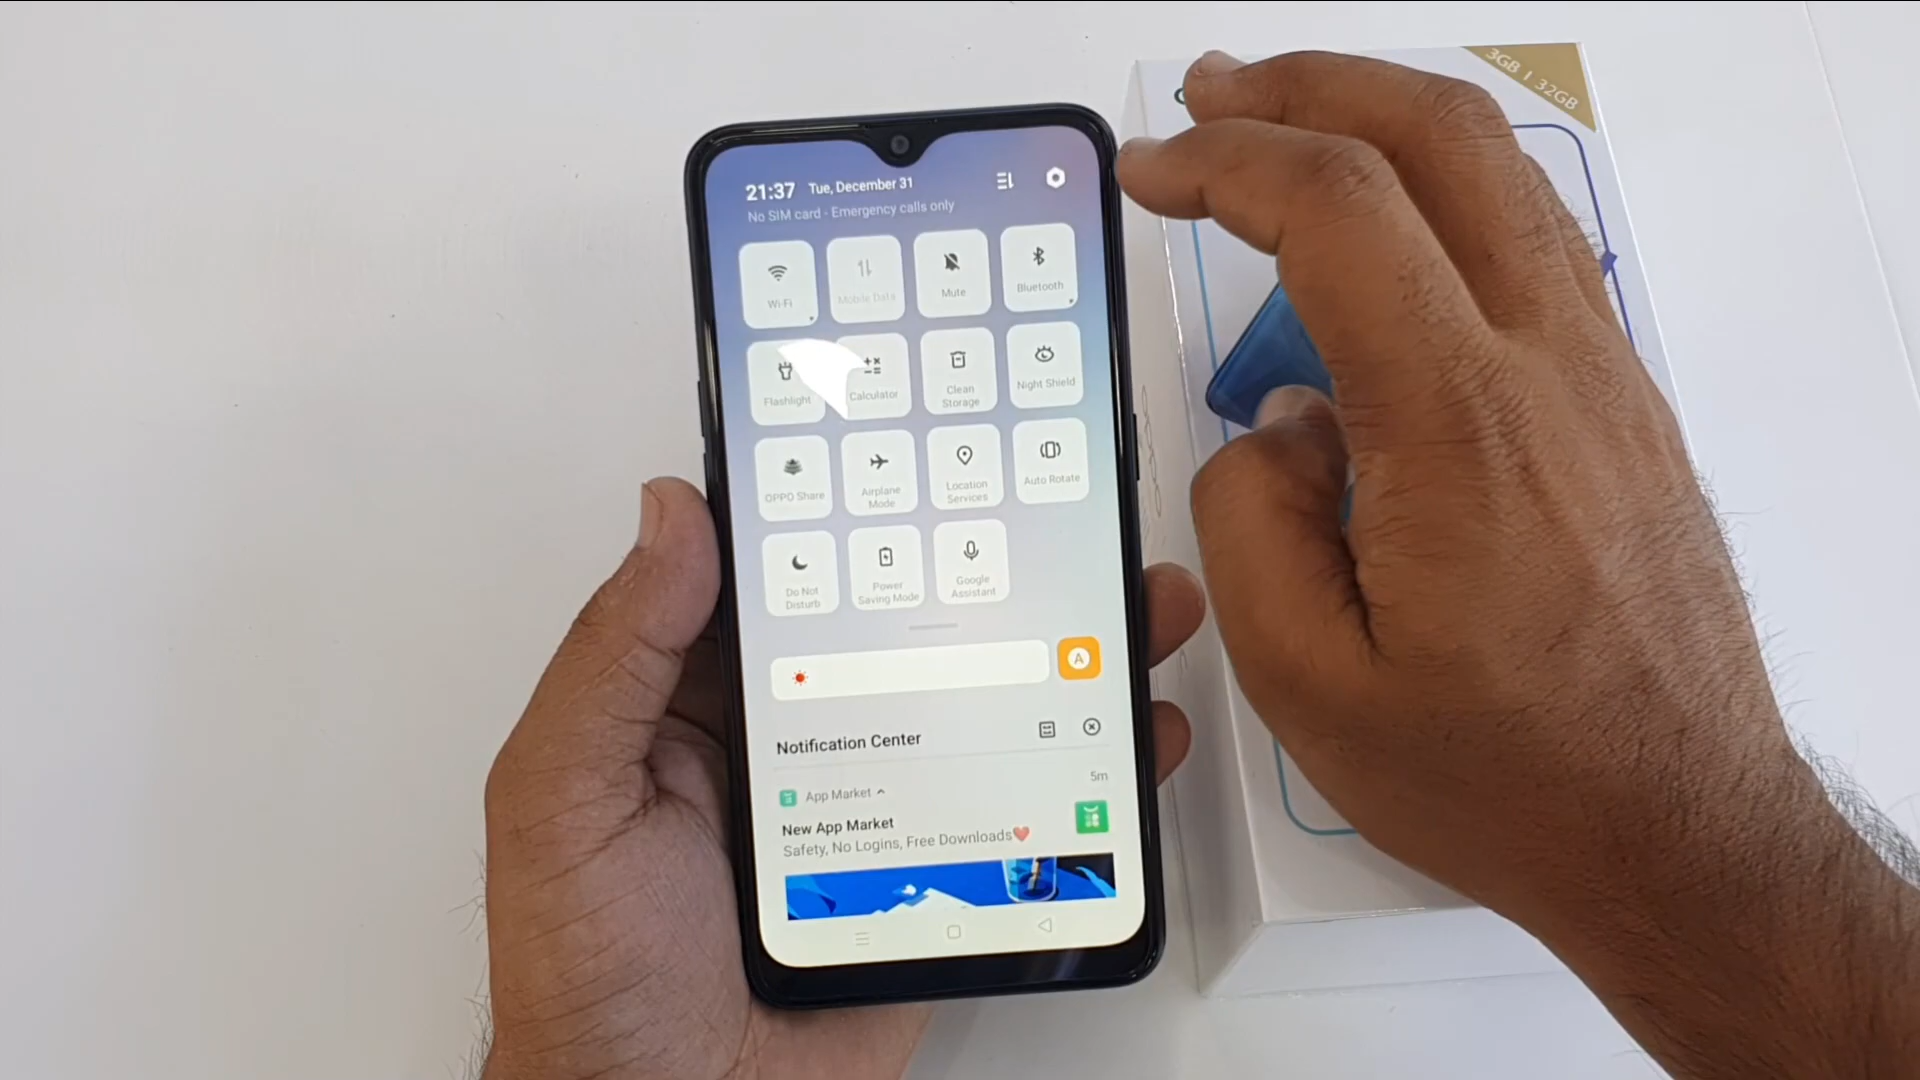 3GB | 32GB
21:37 Tue, December 31
No SIM card - Emergency calls only
Wi-Fi
Mobile Data
Mute
Bluetooth
Flashlight
Calculator
Clean
Storage
Night Shield
OPPO Share
Airplane
Mode
Location
Services
Auto Rotate
Do Not
Disturb
Power
Saving Mode
Google
Assistant
A
Notification Center
App Market
5m
New App Market
Safety, No Logins, Free Downloads❤️